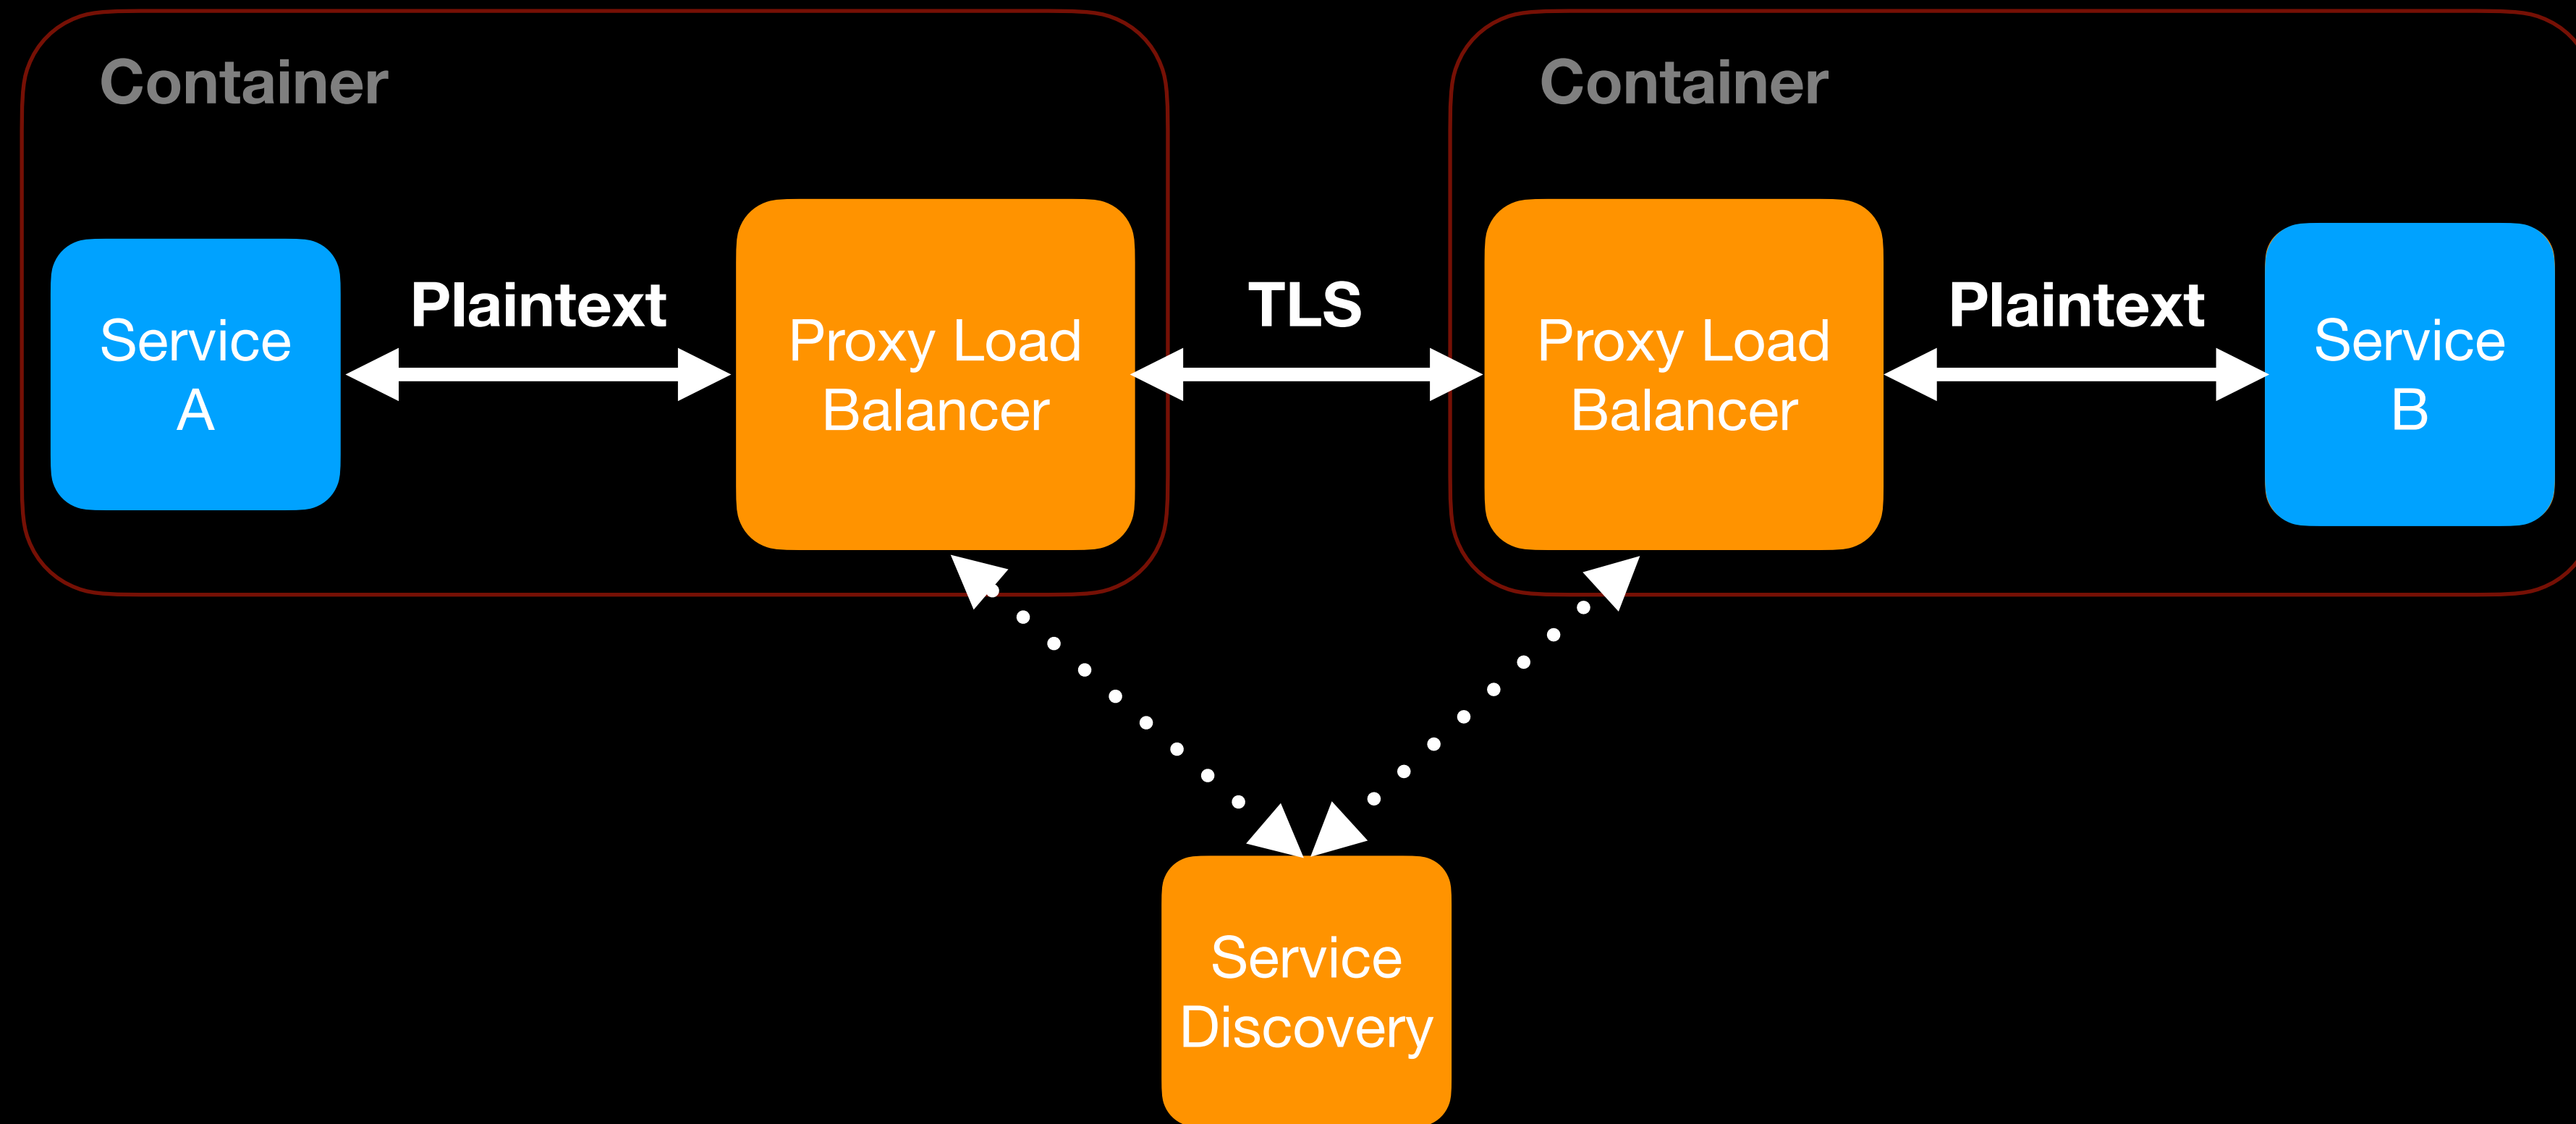 Container
Container
Service
A
Plaintext
Proxy Load
Balancer
TLS
Proxy Load
Balancer
Plaintext
Service
B
Service
Discovery